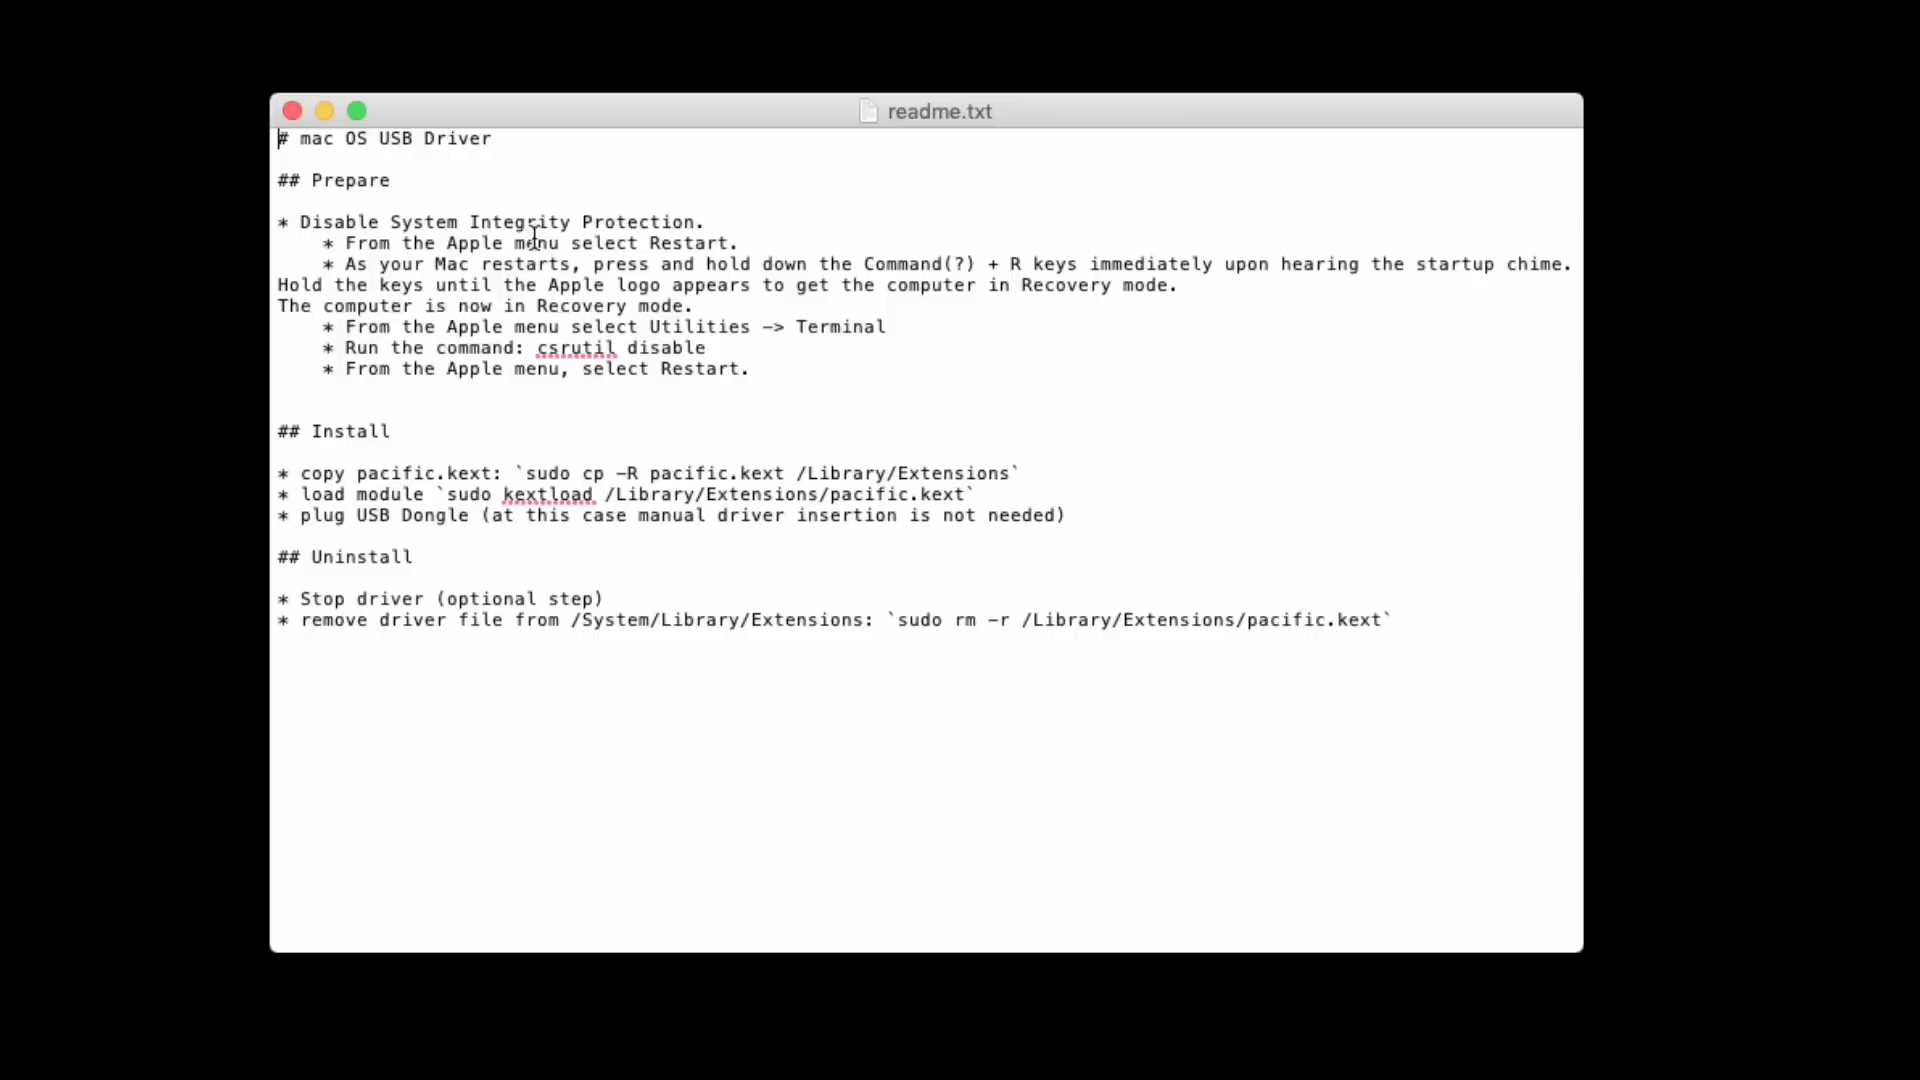 readme.txt
# mac OS USB Driver
## Prepare
* Disable System Integrity Protection.
    * From the Apple menu select Restart.
    * As your Mac restarts, press and hold down the Command(?) + R keys immediately upon hearing the startup chime.
Hold the keys until the Apple logo appears to get the computer in Recovery mode.
The computer is now in Recovery mode.
    * From the Apple menu select Utilities -> Terminal
    * Run the command: csrutil disable
    * From the Apple menu, select Restart.
## Install
* copy pacific.kext: `sudo cp -R pacific.kext /Library/Extensions`
* load module `sudo kextload /Library/Extensions/pacific.kext`
* plug USB Dongle (at this case manual driver insertion is not needed)
## Uninstall
* Stop driver (optional step)
* remove driver file from /System/Library/Extensions: `sudo rm -r /Library/Extensions/pacific.kext`